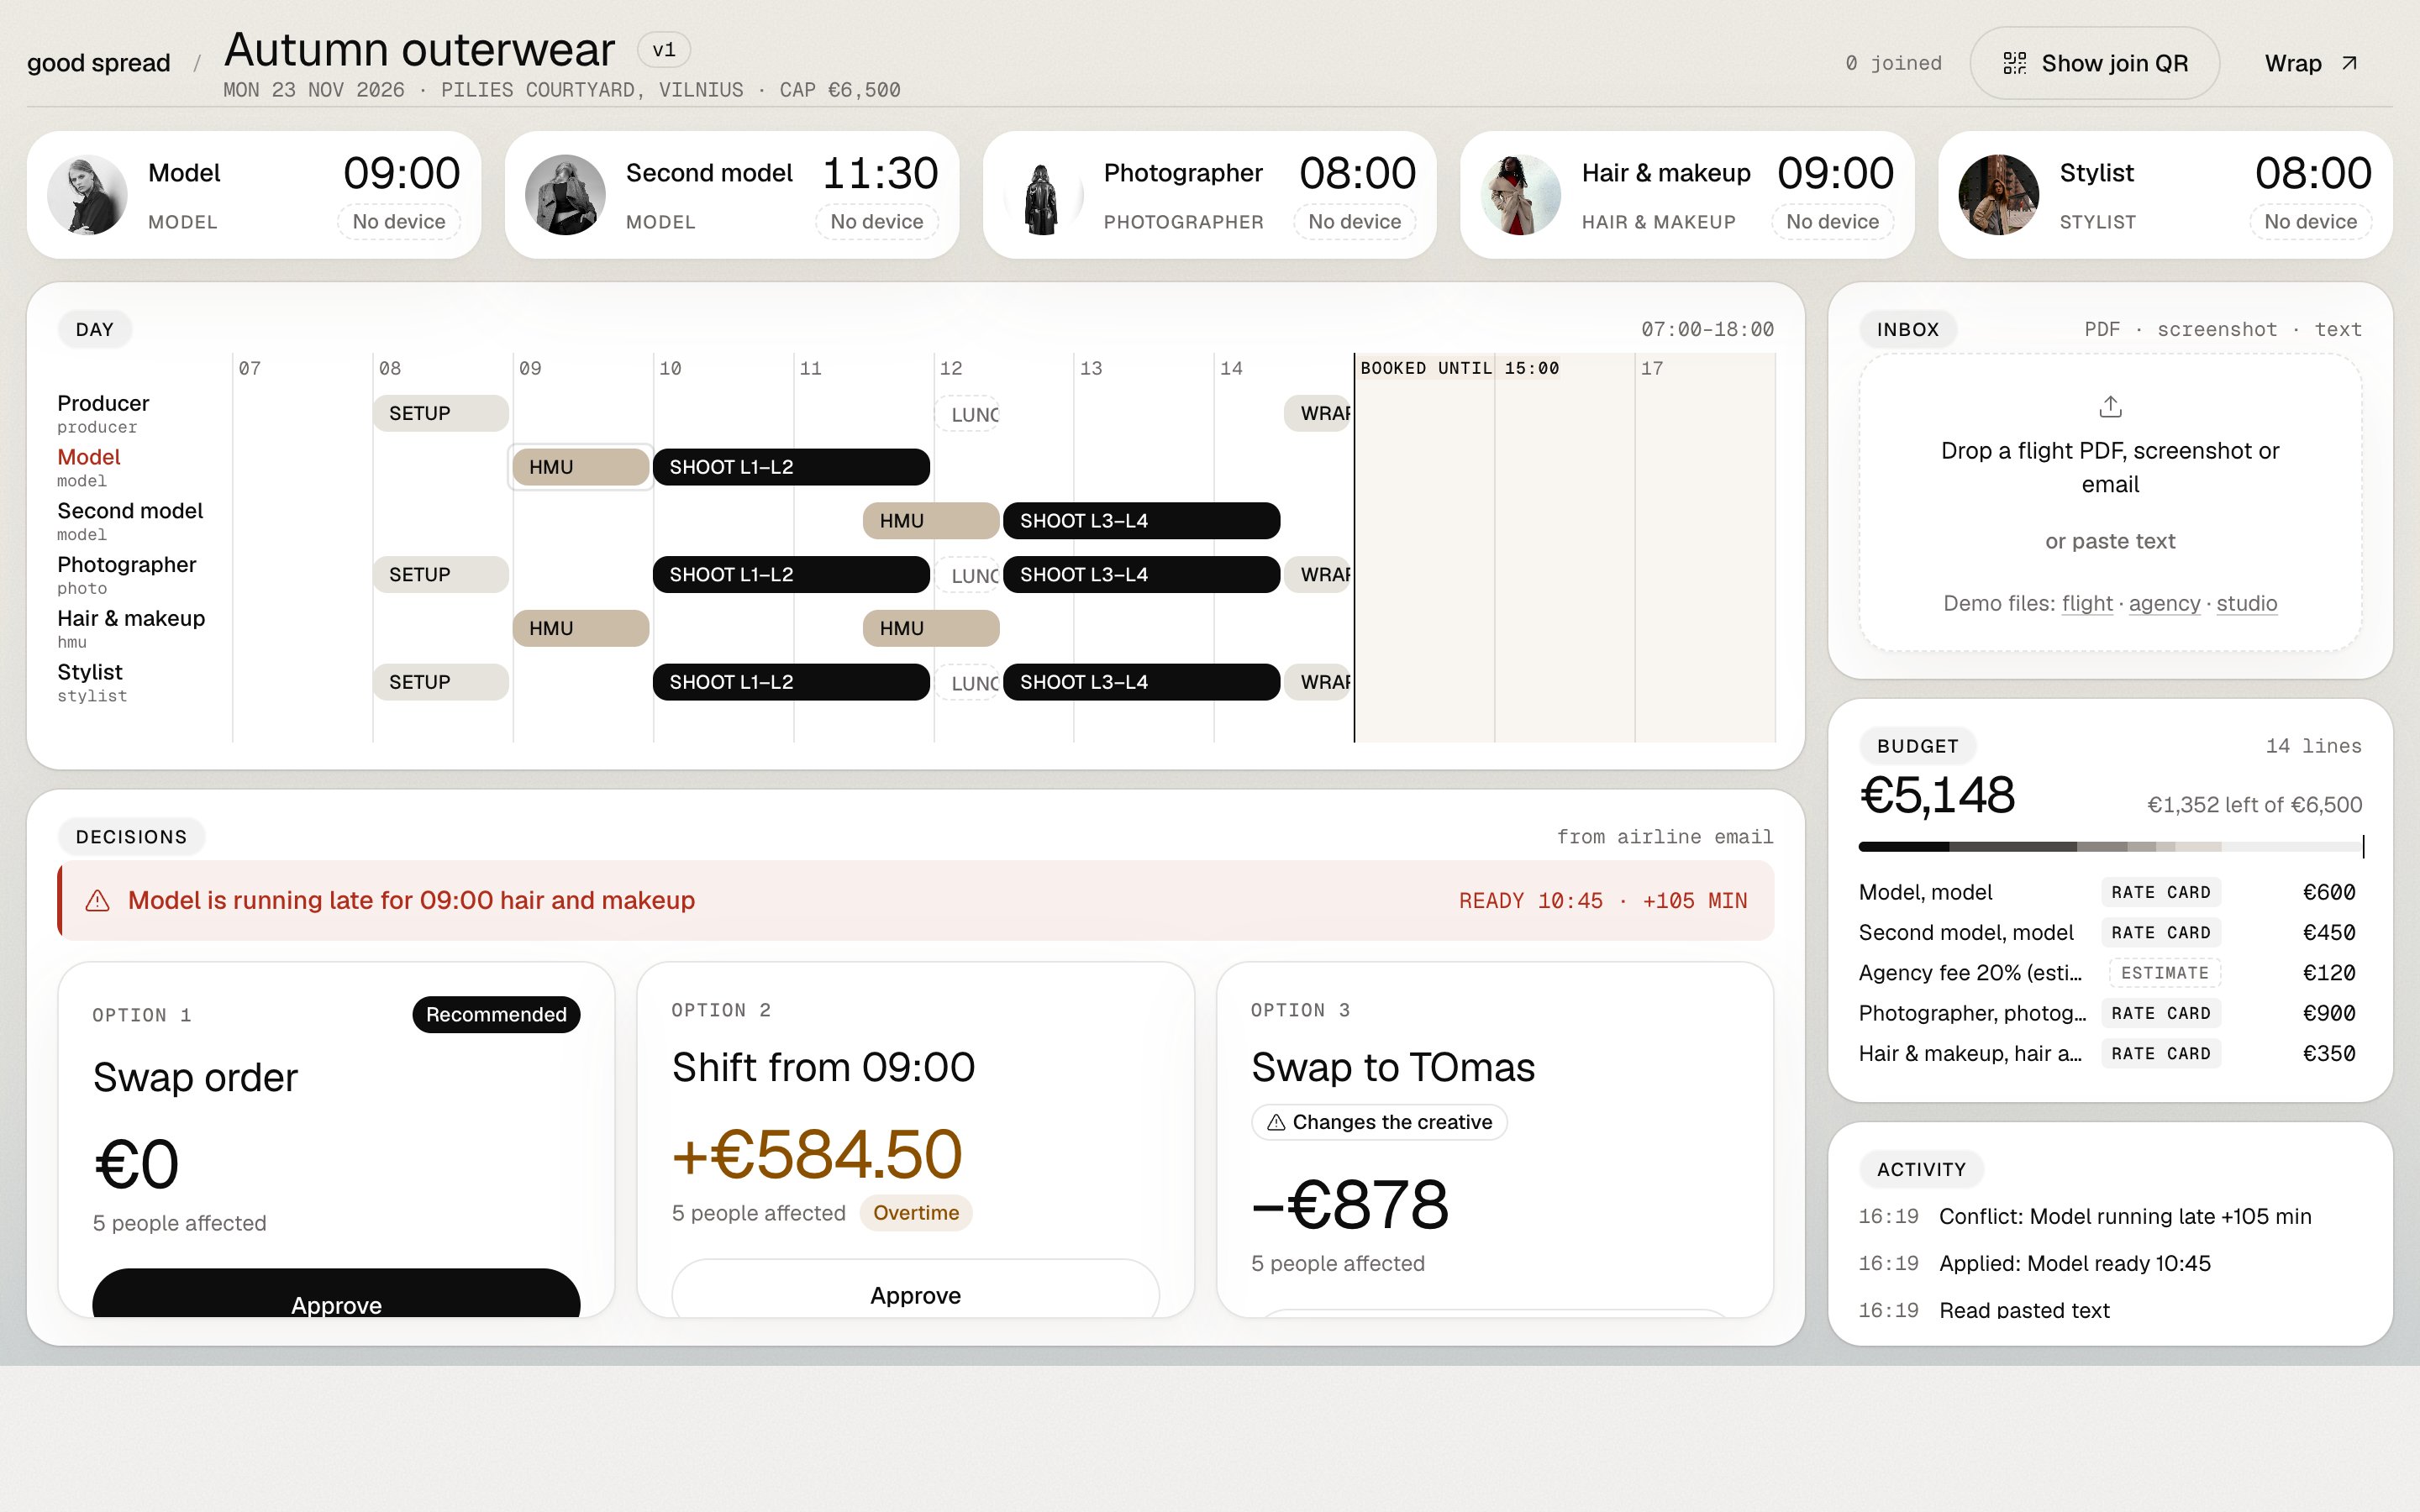 good spread / Autumn outerwear v1
MON 23 NOV 2026 · PILIES COURTYARD, VILNIUS · CAP €6,500
0 joined
Show join QR
Wrap
Model 09:00
MODEL No device
Second model 11:30
MODEL No device
Photographer 08:00
PHOTOGRAPHER No device
Hair & makeup 09:00
HAIR & MAKEUP No device
Stylist 08:00
STYLIST No device
DAY 07:00–18:00
07 08 09 10 11 12 13 14 BOOKED UNTIL 15:00 17
Producer SETUP LUNC WRAP
producer
Model HMU SHOOT L1–L2
model
Second model HMU SHOOT L3–L4
model
Photographer SETUP SHOOT L1–L2 LUNC SHOOT L3–L4 WRAP
photo
Hair & makeup HMU HMU
hmu
Stylist SETUP SHOOT L1–L2 LUNC SHOOT L3–L4 WRAP
stylist
DECISIONS from airline email
Model is running late for 09:00 hair and makeup READY 10:45 · +105 MIN
OPTION 1 Recommended
Swap order
€0
5 people affected
Approve
OPTION 2
Shift from 09:00
+€584.50
5 people affected Overtime
Approve
OPTION 3
Swap to TOmas
Changes the creative
–€878
5 people affected
INBOX PDF · screenshot · text
Drop a flight PDF, screenshot or
email
or paste text
Demo files: flight · agency · studio
BUDGET 14 lines
€5,148 €1,352 left of €6,500
Model, model RATE CARD €600
Second model, model RATE CARD €450
Agency fee 20% (esti… ESTIMATE €120
Photographer, photog… RATE CARD €900
Hair & makeup, hair a… RATE CARD €350
ACTIVITY
16:19 Conflict: Model running late +105 min
16:19 Applied: Model ready 10:45
16:19 Read pasted text